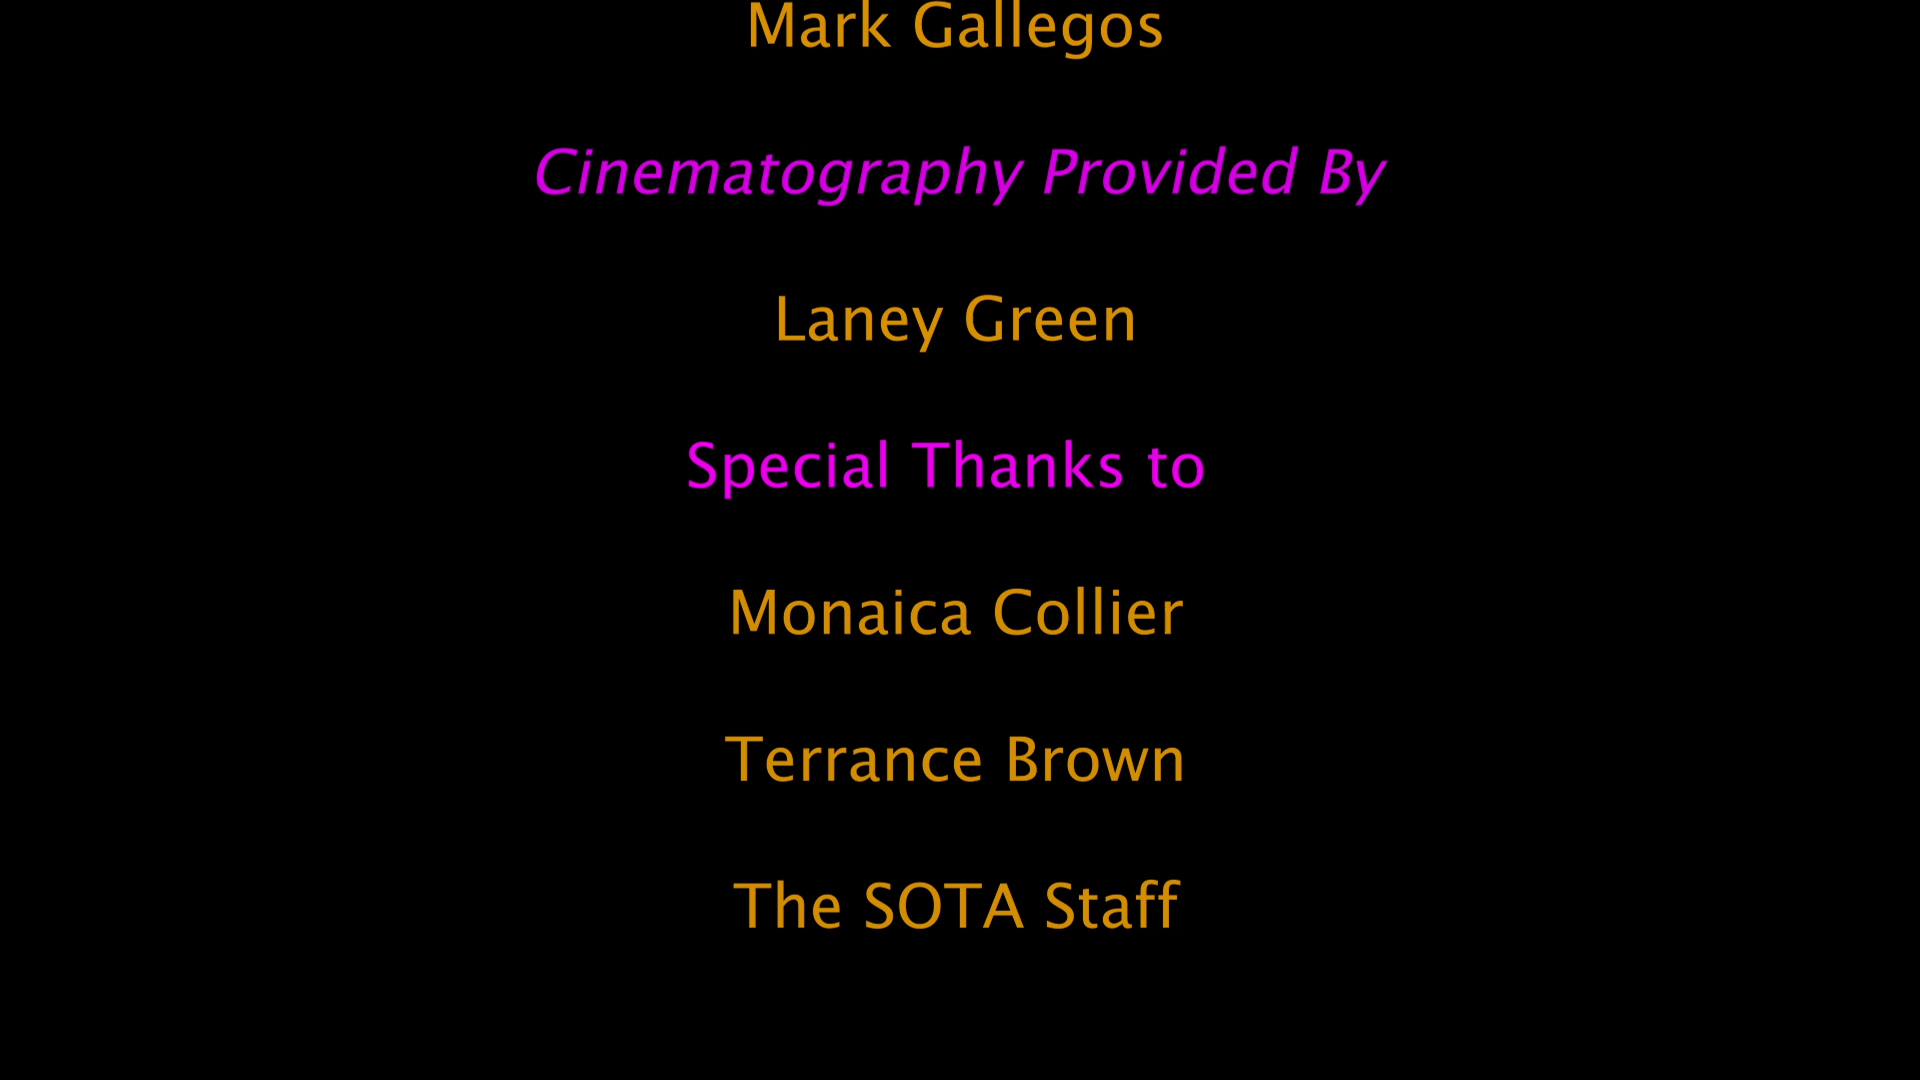 Mark Gallegos
Cinematography Provided By
Laney Green
Special Thanks to
Monaica Collier
Terrance Brown
The SOTA Staff